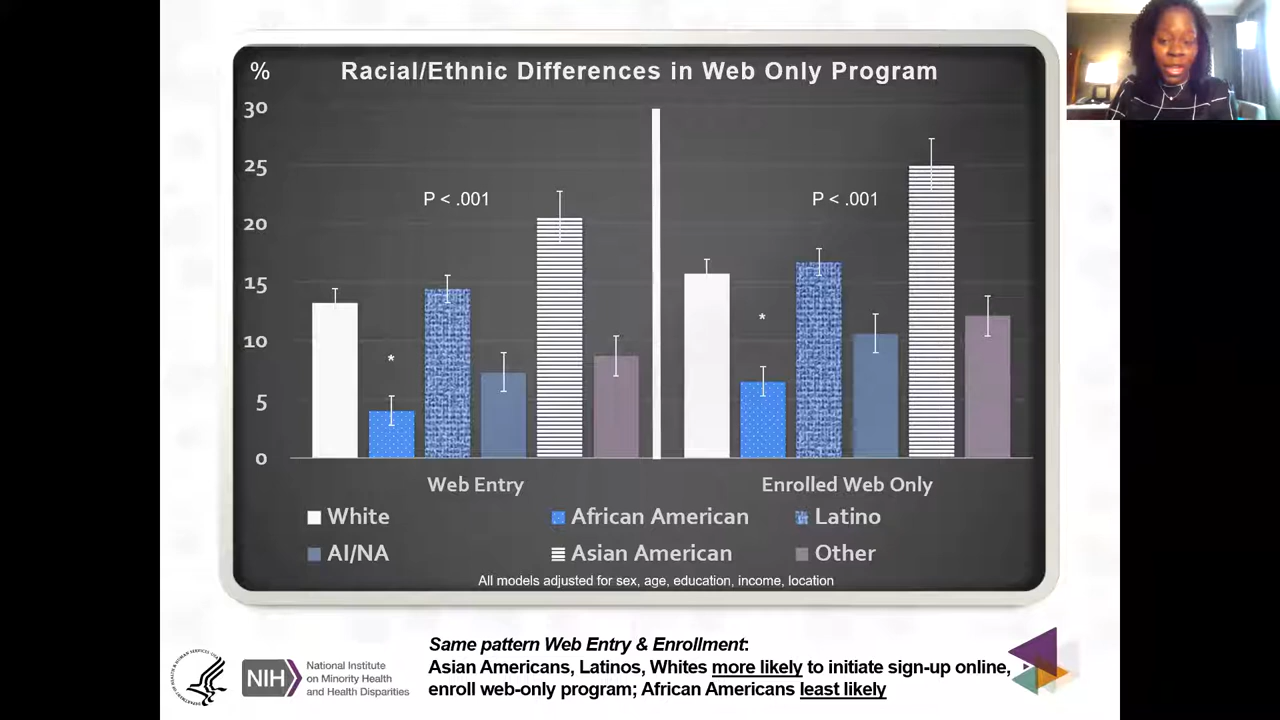 %
Racial/Ethnic Differences in Web Only Program
30
25
20
15
10
5
0
P < .001
P < .001
*
*
Web Entry
Enrolled Web Only
White
African American
Latino
AI/NA
Asian American
Other
All models adjusted for sex, age, education, income, location
Same pattern Web Entry & Enrollment:
Asian Americans, Latinos, Whites more likely to initiate sign-up online,
enroll web-only program; African Americans least likely
NIH
National Institute
on Minority Health
and Health Disparities